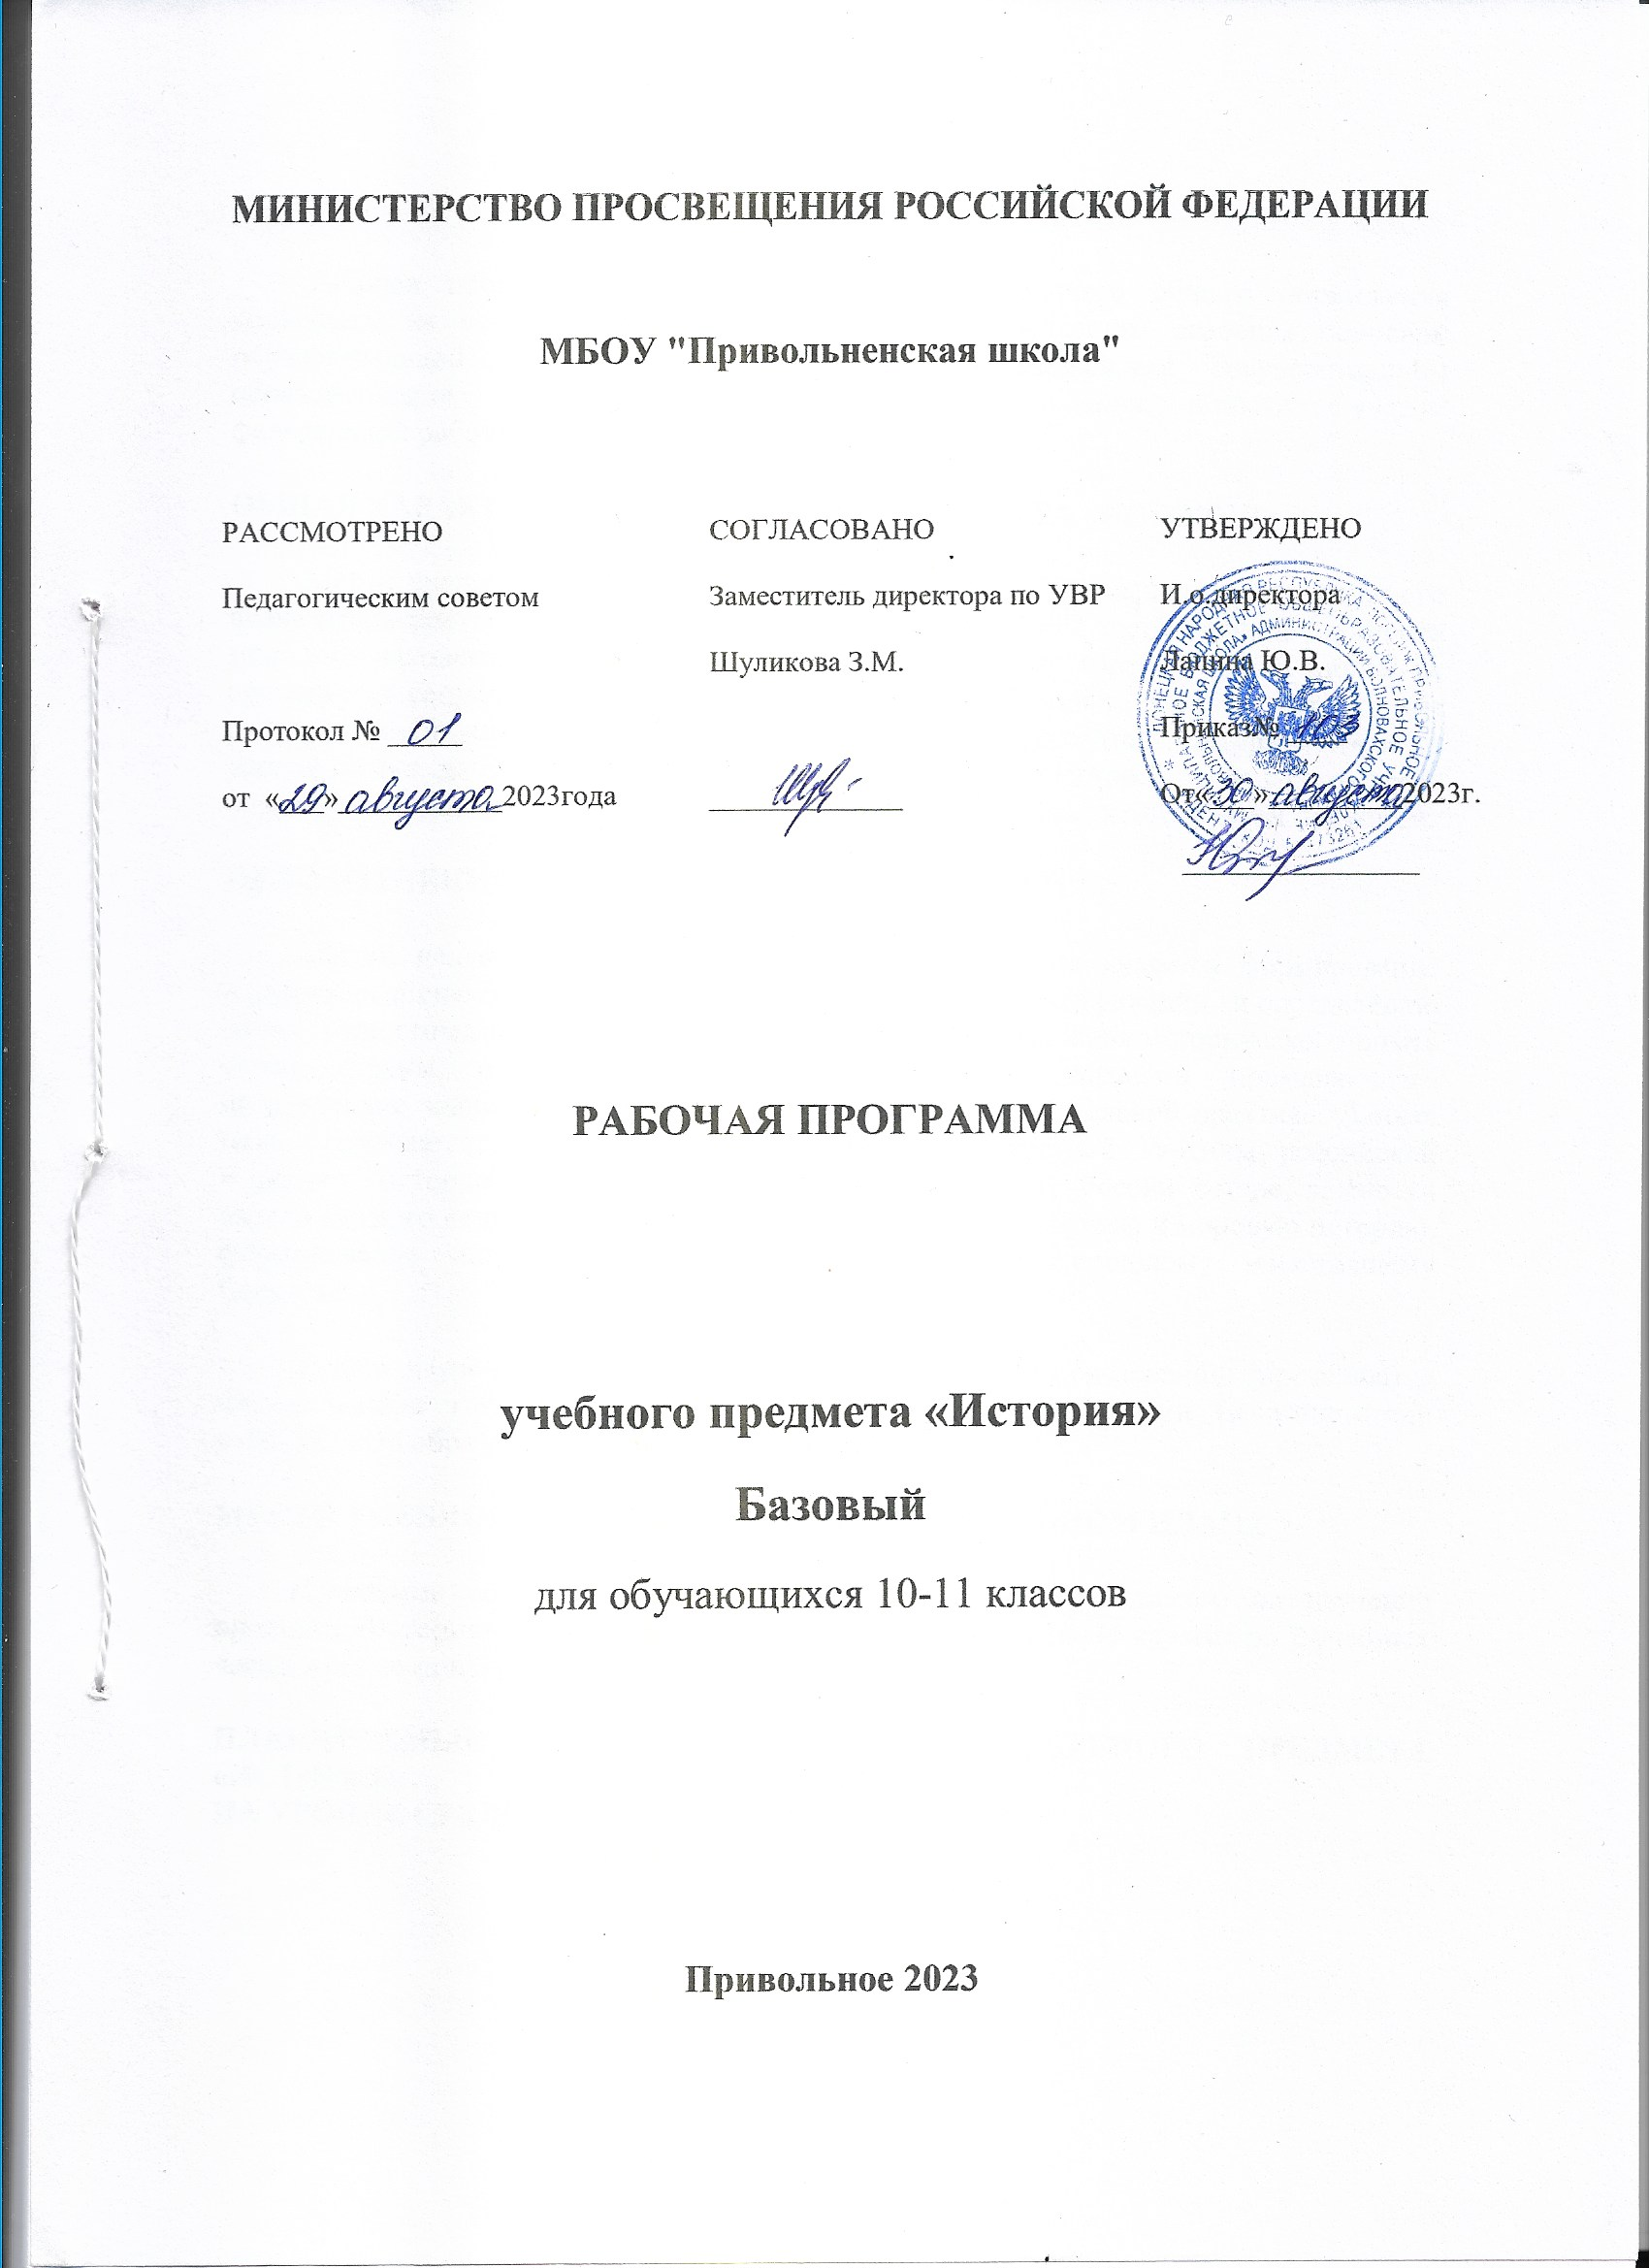 МИНИСТЕРСТВО ПРОСВЕЩЕНИЯ РОССИЙСКОЙ ФЕДЕРАЦИИ
МБОУ "Привольненская школа"
РАССМОТРЕНО
Педагогическим советом
Протокол № 01
от «29» августа 2023года
СОГЛАСОВАНО
Заместитель директора по УВР
Шуликова З.М.
УТВЕРЖДЕНО
И.о.директора
Лапина Ю.В.
Приказ№ 103
От«30» августа 2023г.
РАБОЧАЯ ПРОГРАММА
учебного предмета «История»
Базовый
для обучающихся 10-11 классов
Привольное 2023